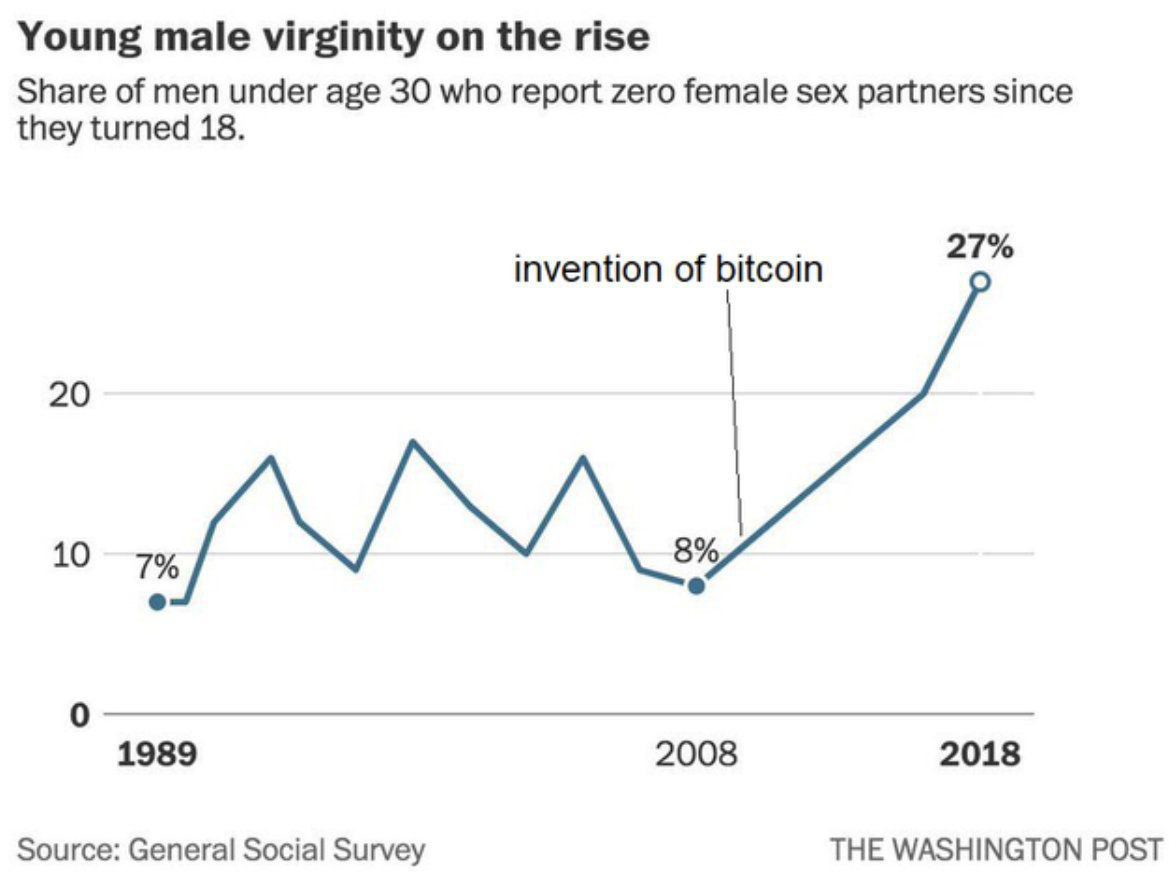 Young male virginity on the rise
Share of men under age 30 who report zero female sex partners since
they turned 18.
27%
invention of bitcoin
20
10
7%
8%
0
1989
2008
2018
Source: General Social Survey
THE WASHINGTON POST